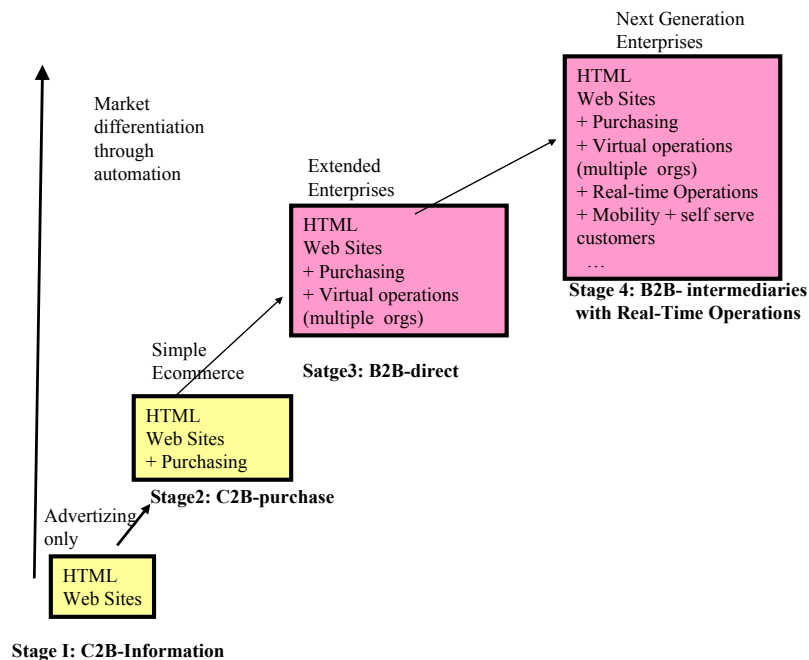 Next Generation
Enterprises
HTML
Web Sites
+ Purchasing
+ Virtual operations
(multiple orgs)
+ Real-time Operations
+ Mobility + self serve
customers
…
Stage 4: B2B- intermediaries
with Real-Time Operations
Market
differentiation
through
automation
Extended
Enterprises
HTML
Web Sites
+ Purchasing
+ Virtual operations
(multiple orgs)
Satge3: B2B-direct
Simple
Ecommerce
HTML
Web Sites
+ Purchasing
Stage2: C2B-purchase
Advertizing
only
HTML
Web Sites
Stage I: C2B-Information